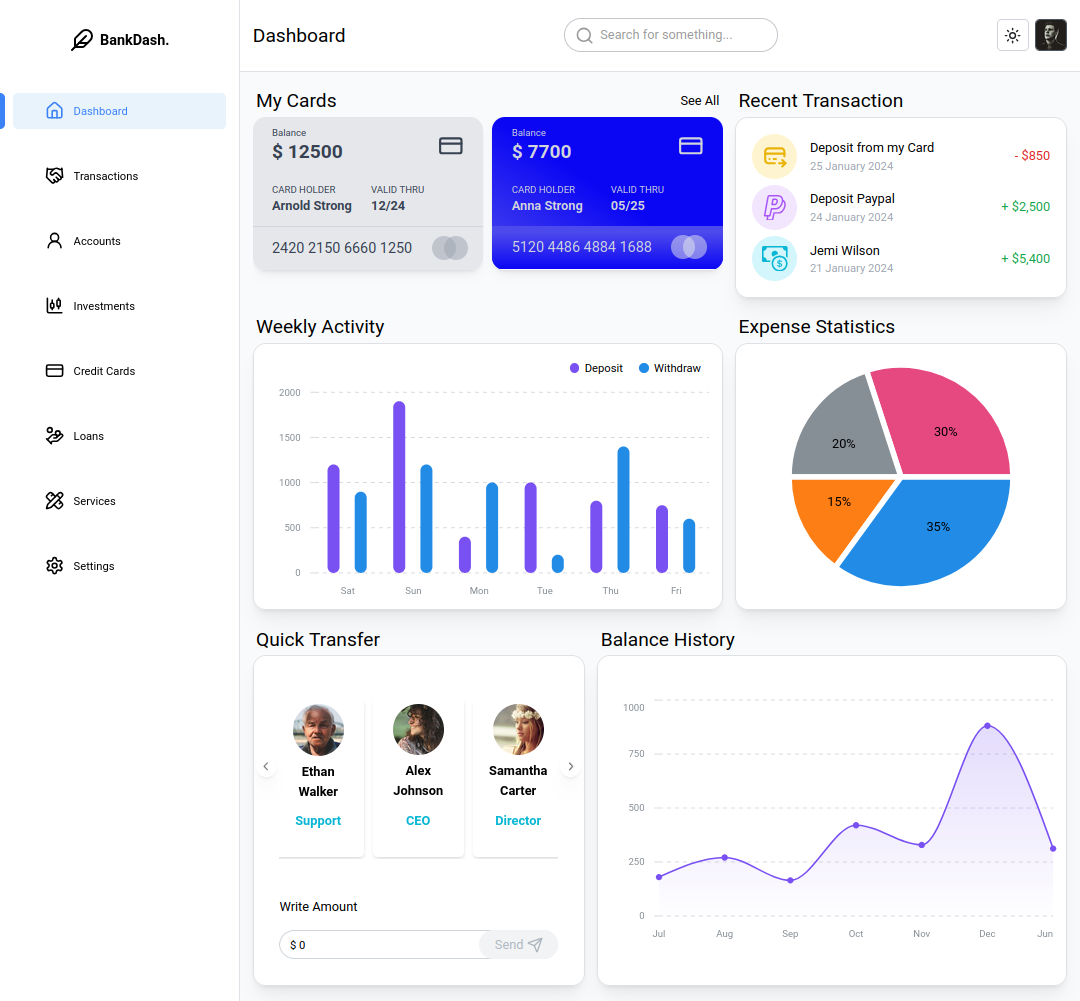 BankDash.
Dashboard
Transactions
Accounts
Investments
Credit Cards
Loans
Services
Settings
Dashboard
Search for something...
My Cards
See All
Balance
$ 12500
CARD HOLDER VALID THRU
Arnold Strong 12/24
2420 2150 6660 1250
Balance
$ 7700
CARD HOLDER VALID THRU
Anna Strong 05/25
5120 4486 4884 1688
Recent Transaction
Deposit from my Card
25 January 2024
- $850
Deposit Paypal
24 January 2024
+ $2,500
Jemi Wilson
21 January 2024
+ $5,400
Weekly Activity
Deposit Withdraw
2000
1500
1000
500
0
Sat Sun Mon Tue Thu Fri
Expense Statistics
30%
20%
15%
35%
Quick Transfer
Ethan
Walker
Support
Alex
Johnson
CEO
Samantha
Carter
Director
Write Amount
$ 0
Send
Balance History
1000
750
500
250
0
Jul Aug Sep Oct Nov Dec Jun